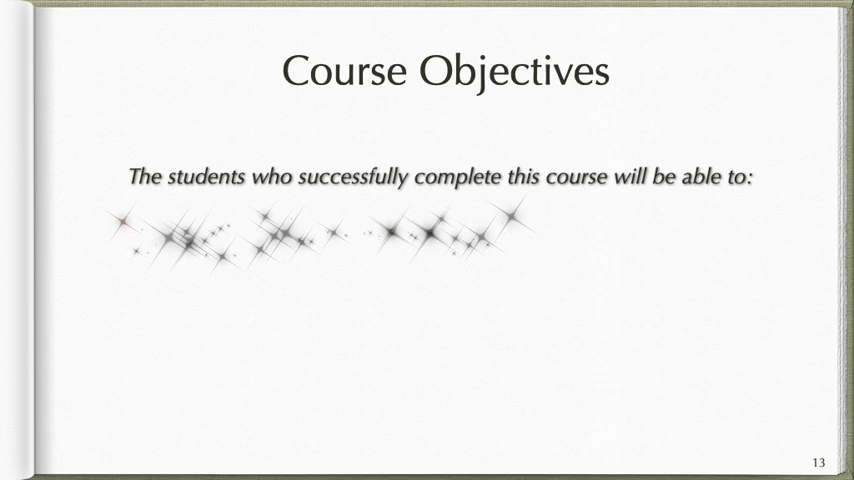 Course Objectives
The students who successfully complete this course will be able to:
13